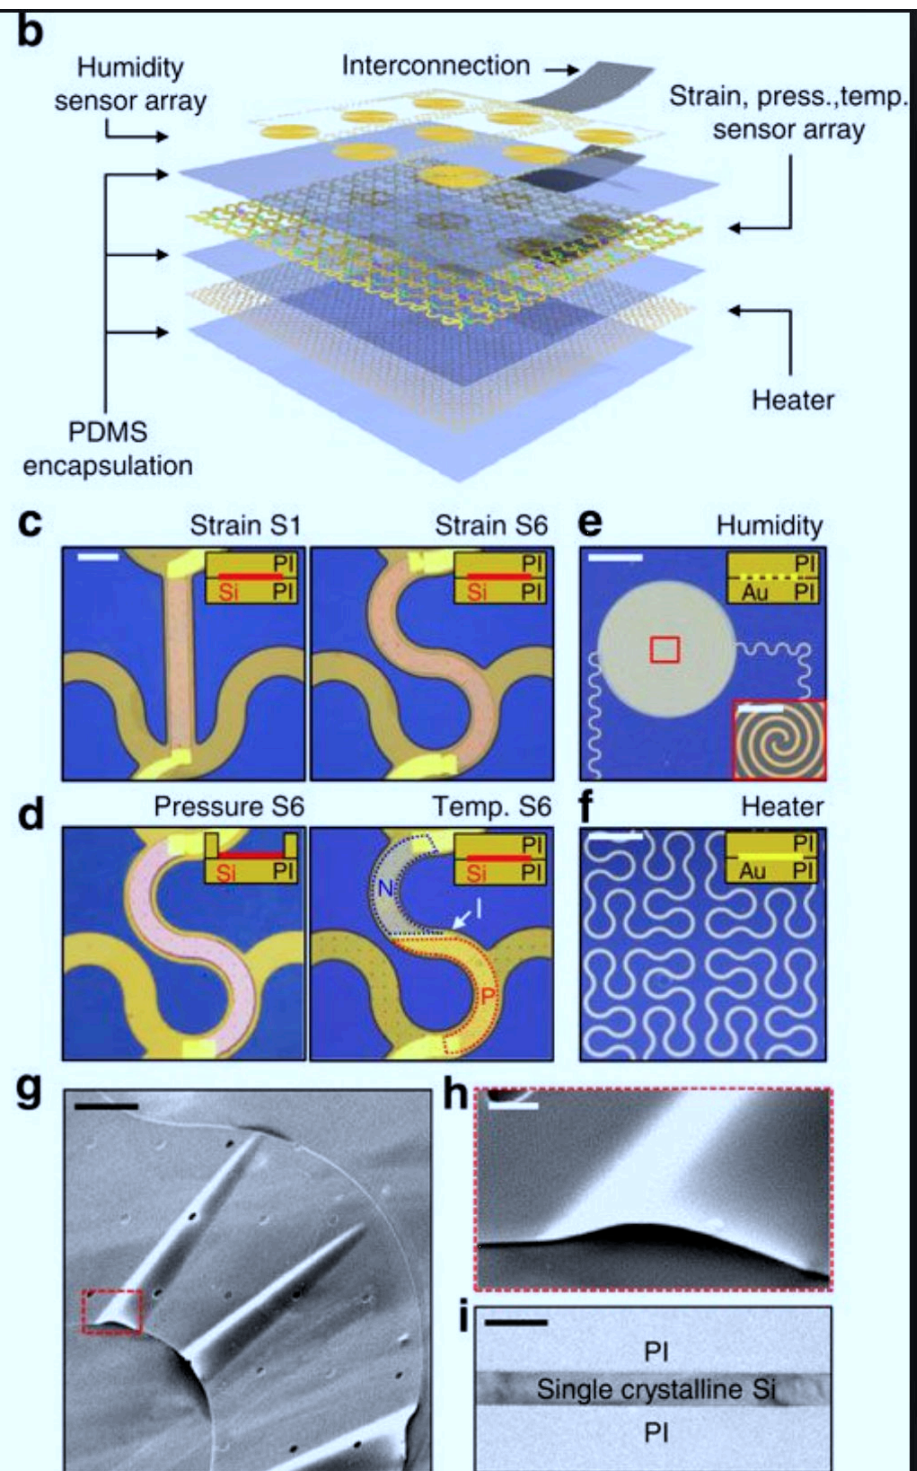 b
Humidity
sensor array
Interconnection
Strain, press.,temp.
sensor array
Heater
PDMS
encapsulation
c
Strain S1
PI
Si PI
Strain S6
PI
Si PI
e
Humidity
PI
Au PI
d
Pressure S6
Si PI
Temp. S6
PI
Si PI
N
I
P
f
Heater
PI
Au PI
g
h
i
PI
Single crystalline Si
PI